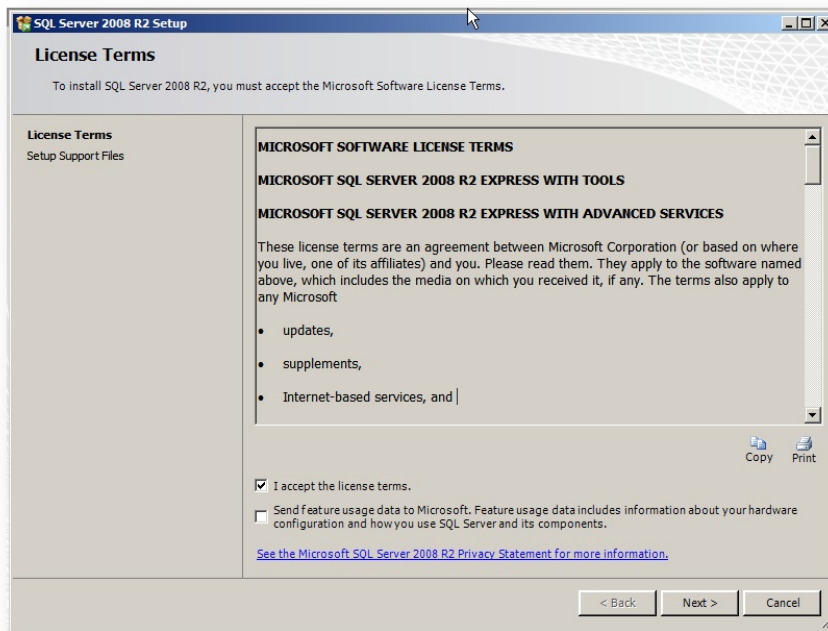 SQL Server 2008 R2 Setup
License Terms
To install SQL Server 2008 R2, you must accept the Microsoft Software License Terms.
License Terms
Setup Support Files
MICROSOFT SOFTWARE LICENSE TERMS
MICROSOFT SQL SERVER 2008 R2 EXPRESS WITH TOOLS
MICROSOFT SQL SERVER 2008 R2 EXPRESS WITH ADVANCED SERVICES
These license terms are an agreement between Microsoft Corporation (or based on where
you live, one of its affiliates) and you. Please read them. They apply to the software named
above, which includes the media on which you received it, if any. The terms also apply to
any Microsoft
• updates,
• supplements,
• Internet-based services, and
Copy Print
I accept the license terms.
Send feature usage data to Microsoft. Feature usage data includes information about your hardware
configuration and how you use SQL Server and its components.
See the Microsoft SQL Server 2008 R2 Privacy Statement for more information.
< Back Next > Cancel